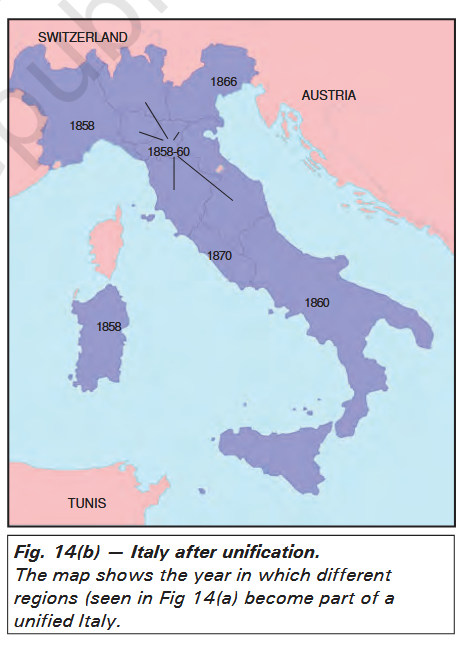 SWITZERLAND
1866
AUSTRIA
1858
1858-60
1870
1858
1860
TUNIS
Fig. 14(b) — Italy after unification.
The map shows the year in which different
regions (seen in Fig 14(a) become part of a
unified Italy.